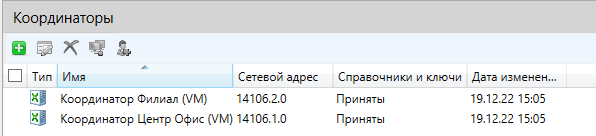 Координаторы
Тип Имя Сетевой адрес Справочники и ключи Дата изменен...
Координатор Филиал (VM) 14106.2.0 Приняты 19.12.22 15:05
Координатор Центр Офис (VM) 14106.1.0 Приняты 19.12.22 15:05